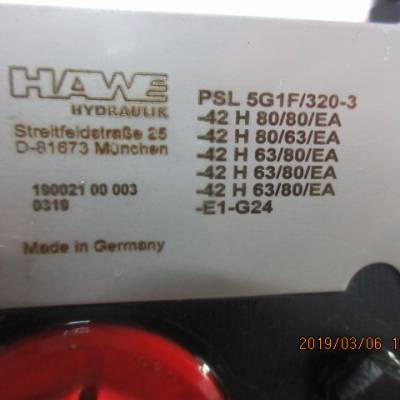 HAWE
HYDRAULIK
Streitfeldstraße 25
D-81673 München
190021 00 003
0319
Made in Germany
PSL 5G1F/320-3
-42 H 80/80/EA
-42 H 80/63/EA
-42 H 63/80/EA
-42 H 63/80/EA
-42 H 63/80/EA
-E1-G24
2019/03/06